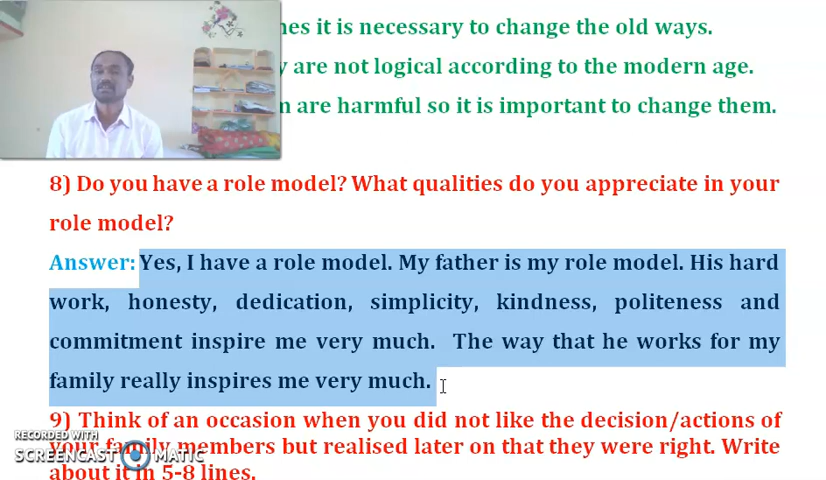 nes it is necessary to change the old ways.
y are not logical according to the modern age.
m are harmful so it is important to change them.
8) Do you have a role model? What qualities do you appreciate in your
role model?
Answer: Yes, I have a role model. My father is my role model. His hard
work, honesty, dedication, simplicity, kindness, politeness and
commitment inspire me very much. The way that he works for my
family really inspires me very much.
9) Think of an occasion when you did not like the decision/actions of
your family members but realised later on that they were right. Write
about it in 5-8 lines.
RECORDED WITH
SCREENCAST MATIC